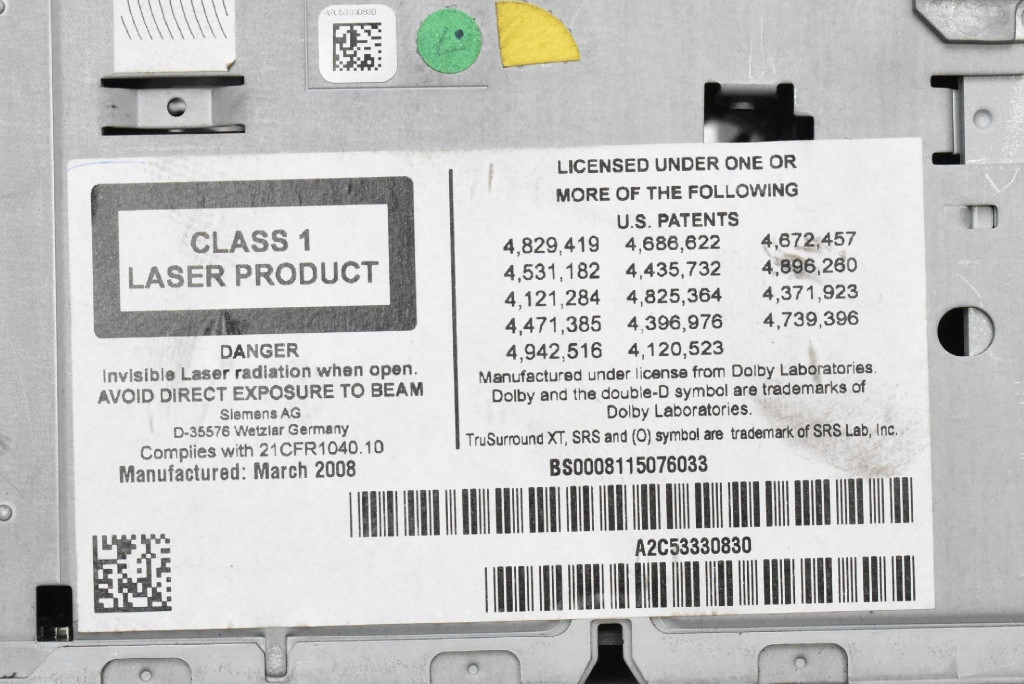 A2C53330830
CLASS 1
LASER PRODUCT
DANGER
Invisible Laser radiation when open.
AVOID DIRECT EXPOSURE TO BEAM
Siemens AG
D-35576 Wetzlar Germany
Complies with 21CFR1040.10
Manufactured: March 2008
LICENSED UNDER ONE OR
MORE OF THE FOLLOWING
U.S. PATENTS
4,829,419 4,686,622 4,672,457
4,531,182 4,435,732 4,896,260
4,121,284 4,825,364 4,371,923
4,471,385 4,396,976 4,739,396
4,942,516 4,120,523
Manufactured under license from Dolby Laboratories.
Dolby and the double-D symbol are trademarks of
Dolby Laboratories.
TruSurround XT, SRS and (O) symbol are trademark of SRS Lab, Inc.
BS0008115076033
A2C53330830